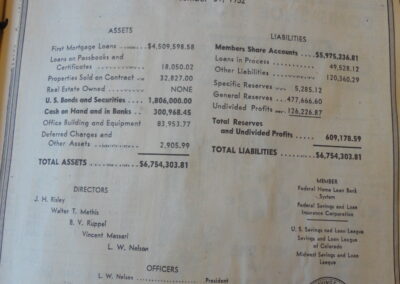 31, 1952
ASSETS
First Mortgage Loans $4,509,598.58
Loans on Passbooks and
Certificates 18,050.02
Properties Sold on Contract 32,827.00
Real Estate Owned NONE
U. S. Bonds and Securities 1,806,000.00
Cash on Hand and in Banks 300,968.45
Office Building and Equipment 83,953.77
Deferred Charges and
Other Assets 2,905.99
TOTAL ASSETS $6,754,303.81
DIRECTORS
J. H. Risley
Walter T. Mathis
B. V. Ruppel
Vincent Massari
L. W. Nelson
OFFICERS
L. W. Nelson President
LIABILITIES
Members Share Accounts $5,975,336.81
Loans in Process 49,528.12
Other Liabilities 120,260.29
Specific Reserves 5,285.12
General Reserves 477,666.60
Undivided Profits 126,226.87
Total Reserves
and Undivided Profits 609,178.59
TOTAL LIABILITIES $6,754,303.81
MEMBER
Federal Home Loan Bank
System
Federal Savings and Loan
Insurance Corporation
U. S. Savings and Loan League
Savings and Loan League
of Colorado
Midwest Savings and Loan
League